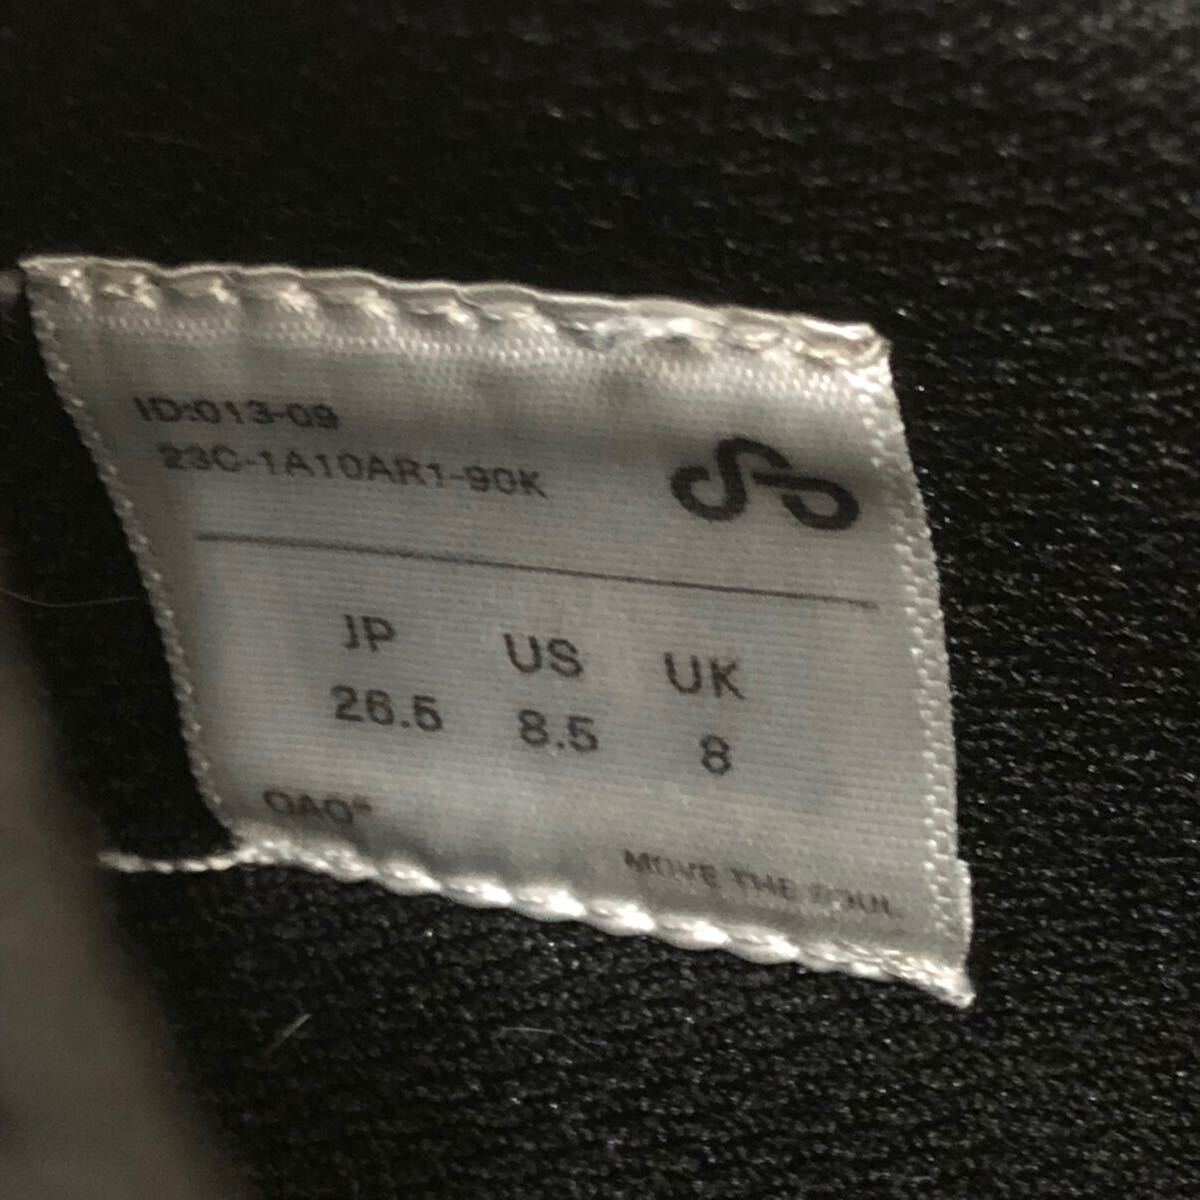 ID:013-09
23C-1A10AR1-90K
JP US UK
26.5 8.5 8
OAO®
MOVE THE SOUL